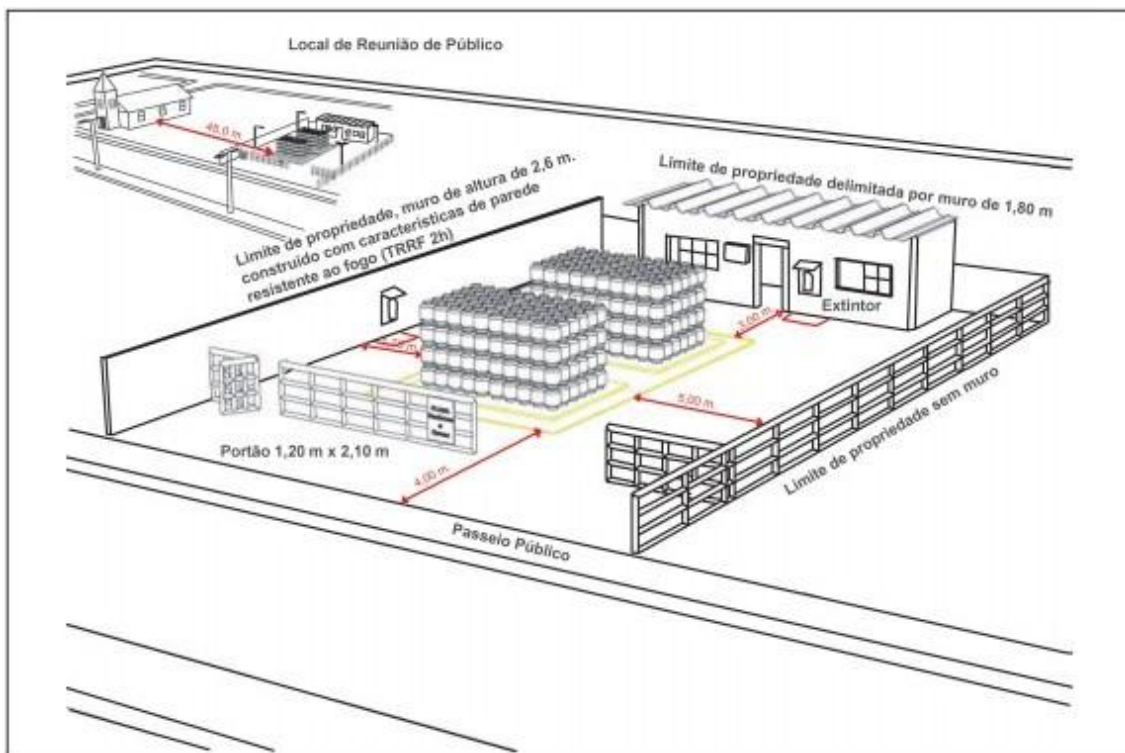 Local de Reunião de Público
45,0 m.
Limite de propriedade, muro de altura de 2,6 m.
construído com características de parede
resistente ao fogo (TRRF 2h)
Limite de propriedade delimitada por muro de 1,80 m
Extintor
3,00 m.
5,00 m.
Limite de propriedade sem muro
Portão 1,20 m x 2,10 m
4,00 m.
Passeio Público